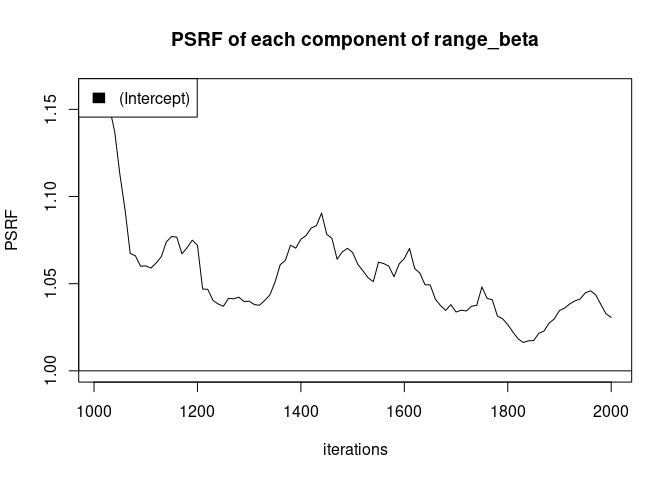 PSRF of each component of range_beta
(Intercept)
PSRF
1.15
1.10
1.05
1.00
1000 1200 1400 1600 1800 2000
iterations